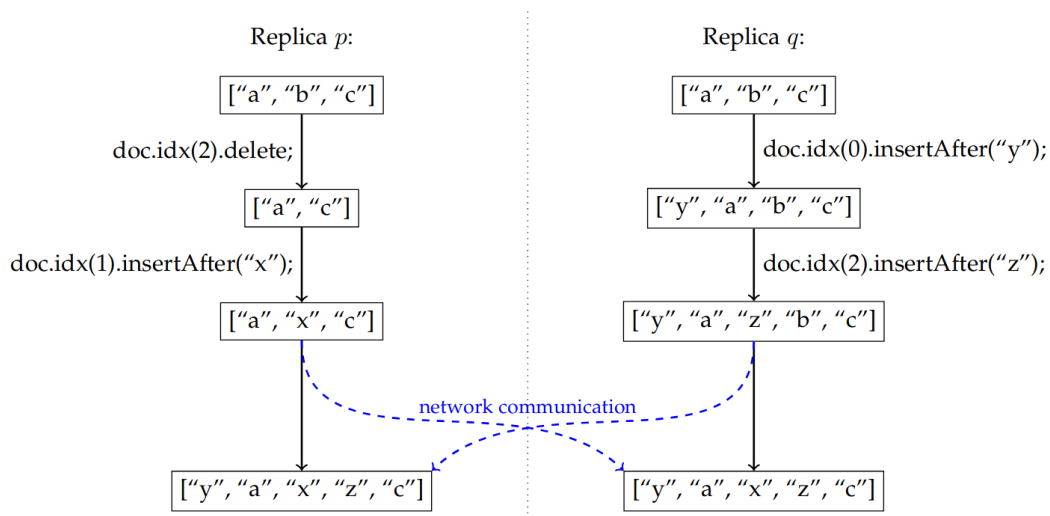 Replica p:
Replica q:
[“a”, “b”, “c”]
[“a”, “b”, “c”]
doc.idx(2).delete;
doc.idx(0).insertAfter(“y”);
[“a”, “c”]
[“y”, “a”, “b”, “c”]
doc.idx(1).insertAfter(“x”);
doc.idx(2).insertAfter(“z”);
[“a”, “x”, “c”]
[“y”, “a”, “z”, “b”, “c”]
network communication
[“y”, “a”, “x”, “z”, “c”]
[“y”, “a”, “x”, “z”, “c”]